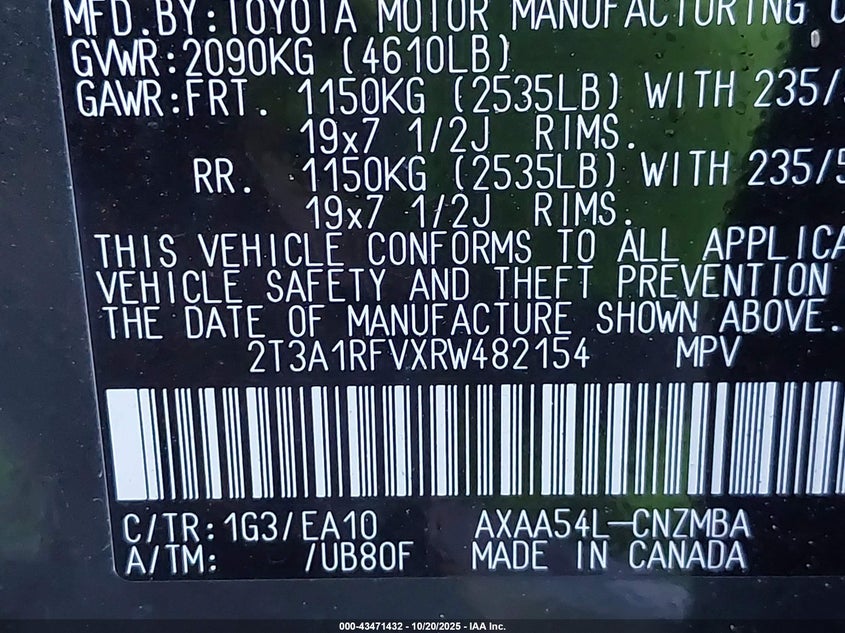 MFD.BY:TOYOTA MOTOR MANUFACTURING
GVWR:2090KG (4610LB)
GAWR:FRT. 1150KG (2535LB) WITH 235/
19x7 1/2J RIMS.
RR. 1150KG (2535LB) WITH 235/5
19x7 1/2J RIMS.
THIS VEHICLE CONFORMS TO ALL APPLICA
VEHICLE SAFETY AND THEFT PREVENTION
THE DATE OF MANUFACTURE SHOWN ABOVE.
2T3A1RFVXRW482154 MPV
C/TR:1G3/EA10 AXAA54L-CNZMBA
A/TM: /UB80F MADE IN CANADA
000-43471432 - 10/20/2025 - IAA Inc.